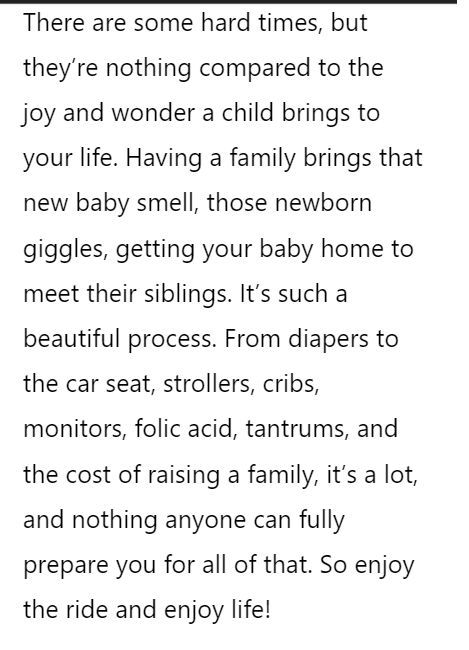 There are some hard times, but
they’re nothing compared to the
joy and wonder a child brings to
your life. Having a family brings that
new baby smell, those newborn
giggles, getting your baby home to
meet their siblings. It’s such a
beautiful process. From diapers to
the car seat, strollers, cribs,
monitors, folic acid, tantrums, and
the cost of raising a family, it’s a lot,
and nothing anyone can fully
prepare you for all of that. So enjoy
the ride and enjoy life!